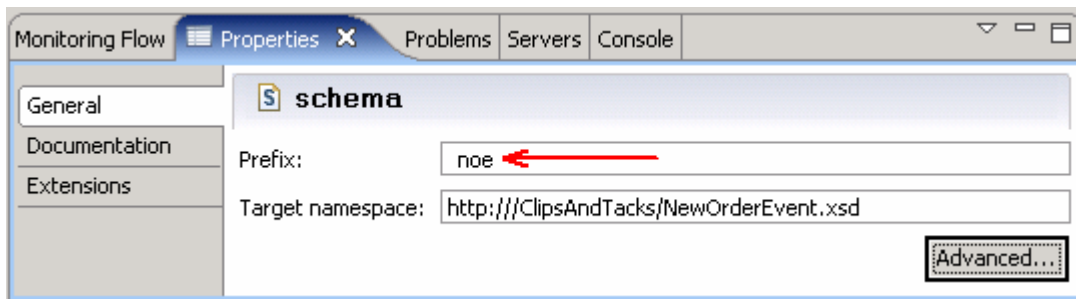 Monitoring Flow Properties Problems Servers Console
General
Documentation
Extensions
schema
Prefix: noe
Target namespace: http:///ClipsAndTacks/NewOrderEvent.xsd
Advanced...